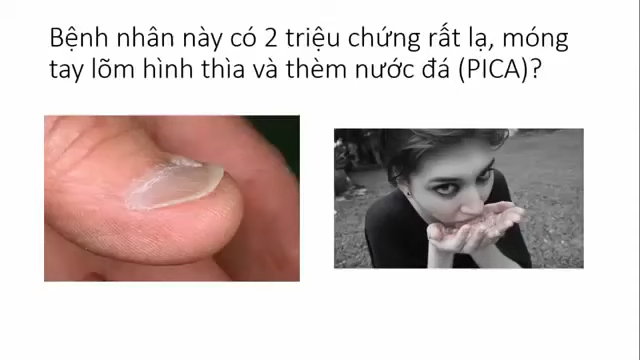 Bệnh nhân này có 2 triệu chứng rất lạ, móng
tay lõm hình thìa và thèm nước đá (PICA)?